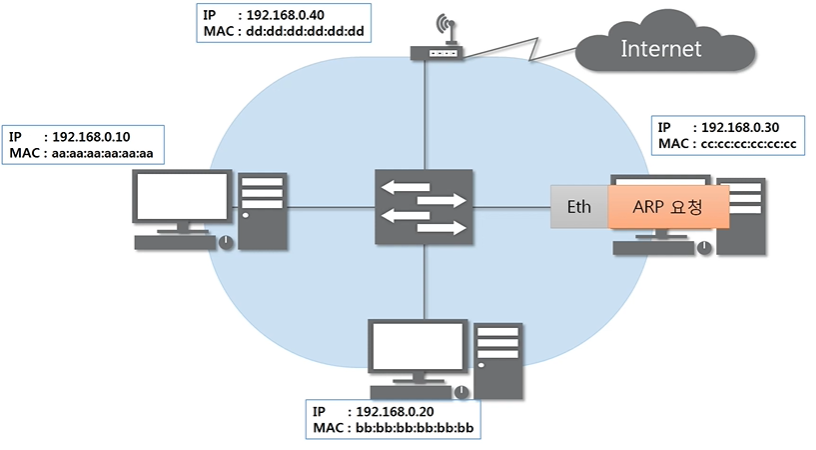 IP : 192.168.0.40
MAC : dd:dd:dd:dd:dd:dd
Internet
IP : 192.168.0.10
MAC : aa:aa:aa:aa:aa:aa
IP : 192.168.0.30
MAC : cc:cc:cc:cc:cc:cc
Eth
ARP 요청
IP : 192.168.0.20
MAC : bb:bb:bb:bb:bb:bb